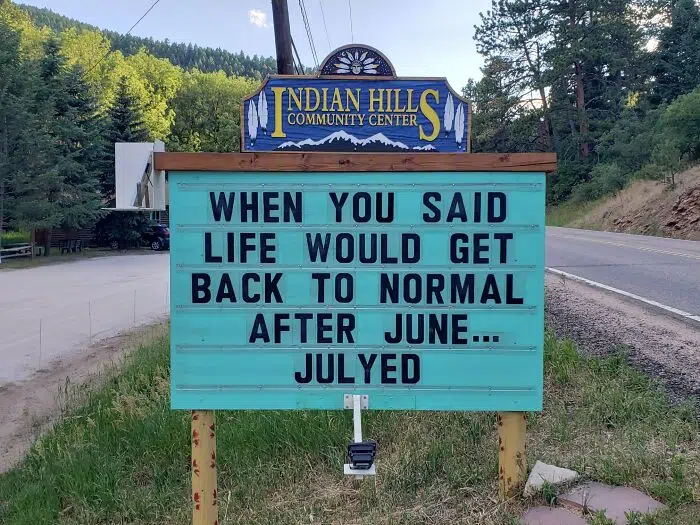 INDIAN HILLS
COMMUNITY CENTER
WHEN YOU SAID
LIFE WOULD GET
BACK TO NORMAL
AFTER JUNE...
JULYED